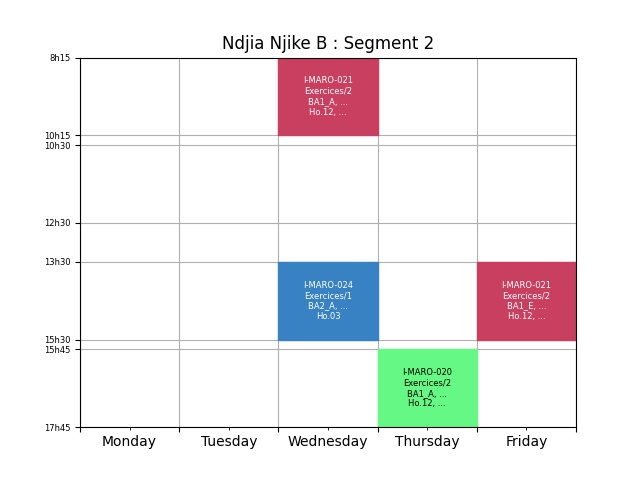 Ndjia Njike B : Segment 2
8h15
I-MARO-021
Exercices/2
BA1_A, ...
Ho.12, ...
10h15
10h30
12h30
13h30
I-MARO-024
Exercices/1
BA2_A, ...
Ho.03
I-MARO-021
Exercices/2
BA1_E, ...
Ho.12, ...
15h30
15h45
I-MARO-020
Exercices/2
BA1_A, ...
Ho.12, ...
17h45
Monday Tuesday Wednesday Thursday Friday